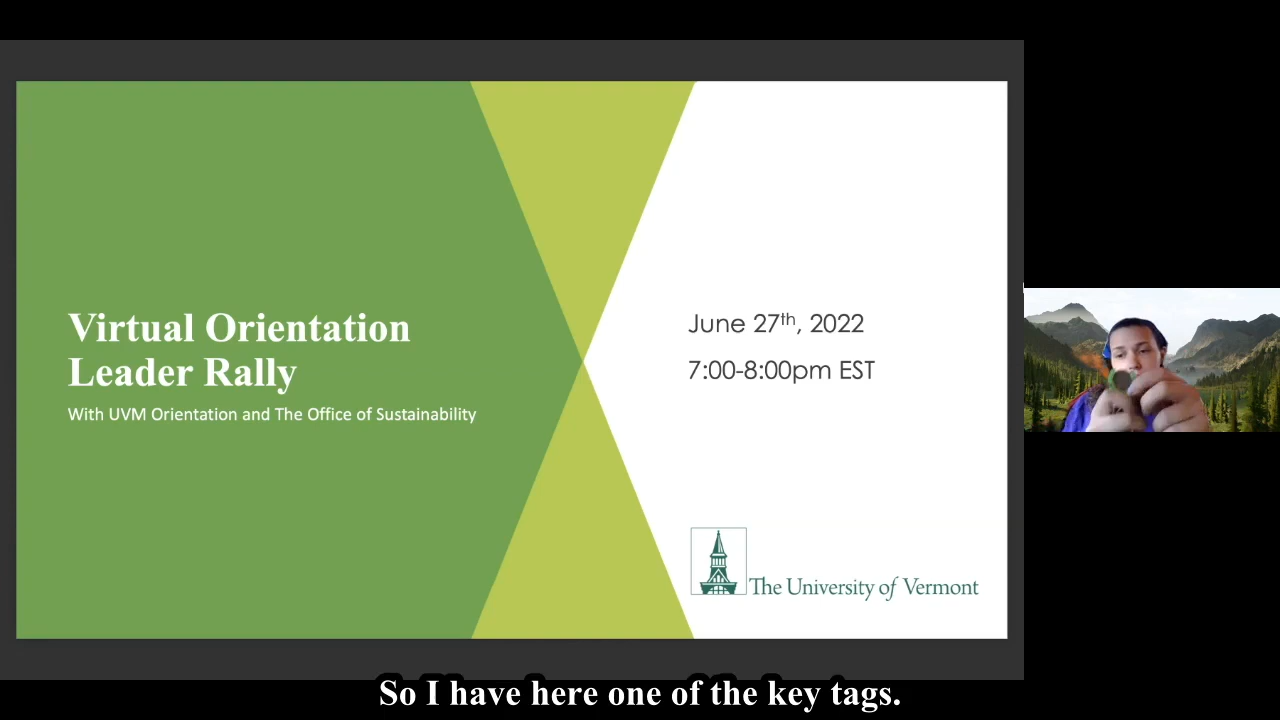 Virtual Orientation
Leader Rally
With UVM Orientation and The Office of Sustainability
June 27th, 2022
7:00-8:00pm EST
The University of Vermont
So I have here one of the key tags.